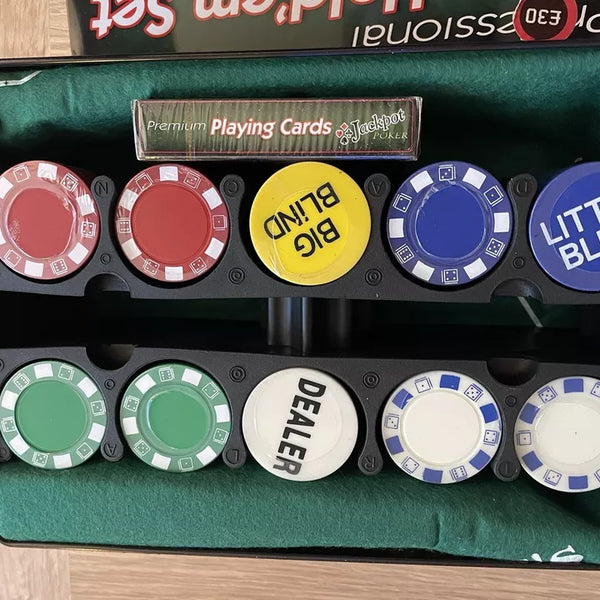 Professional
Hold'em Set
£30
Premium Playing Cards Jackpot
POKER
BIG
BLiND
LITT
BL
DEALER